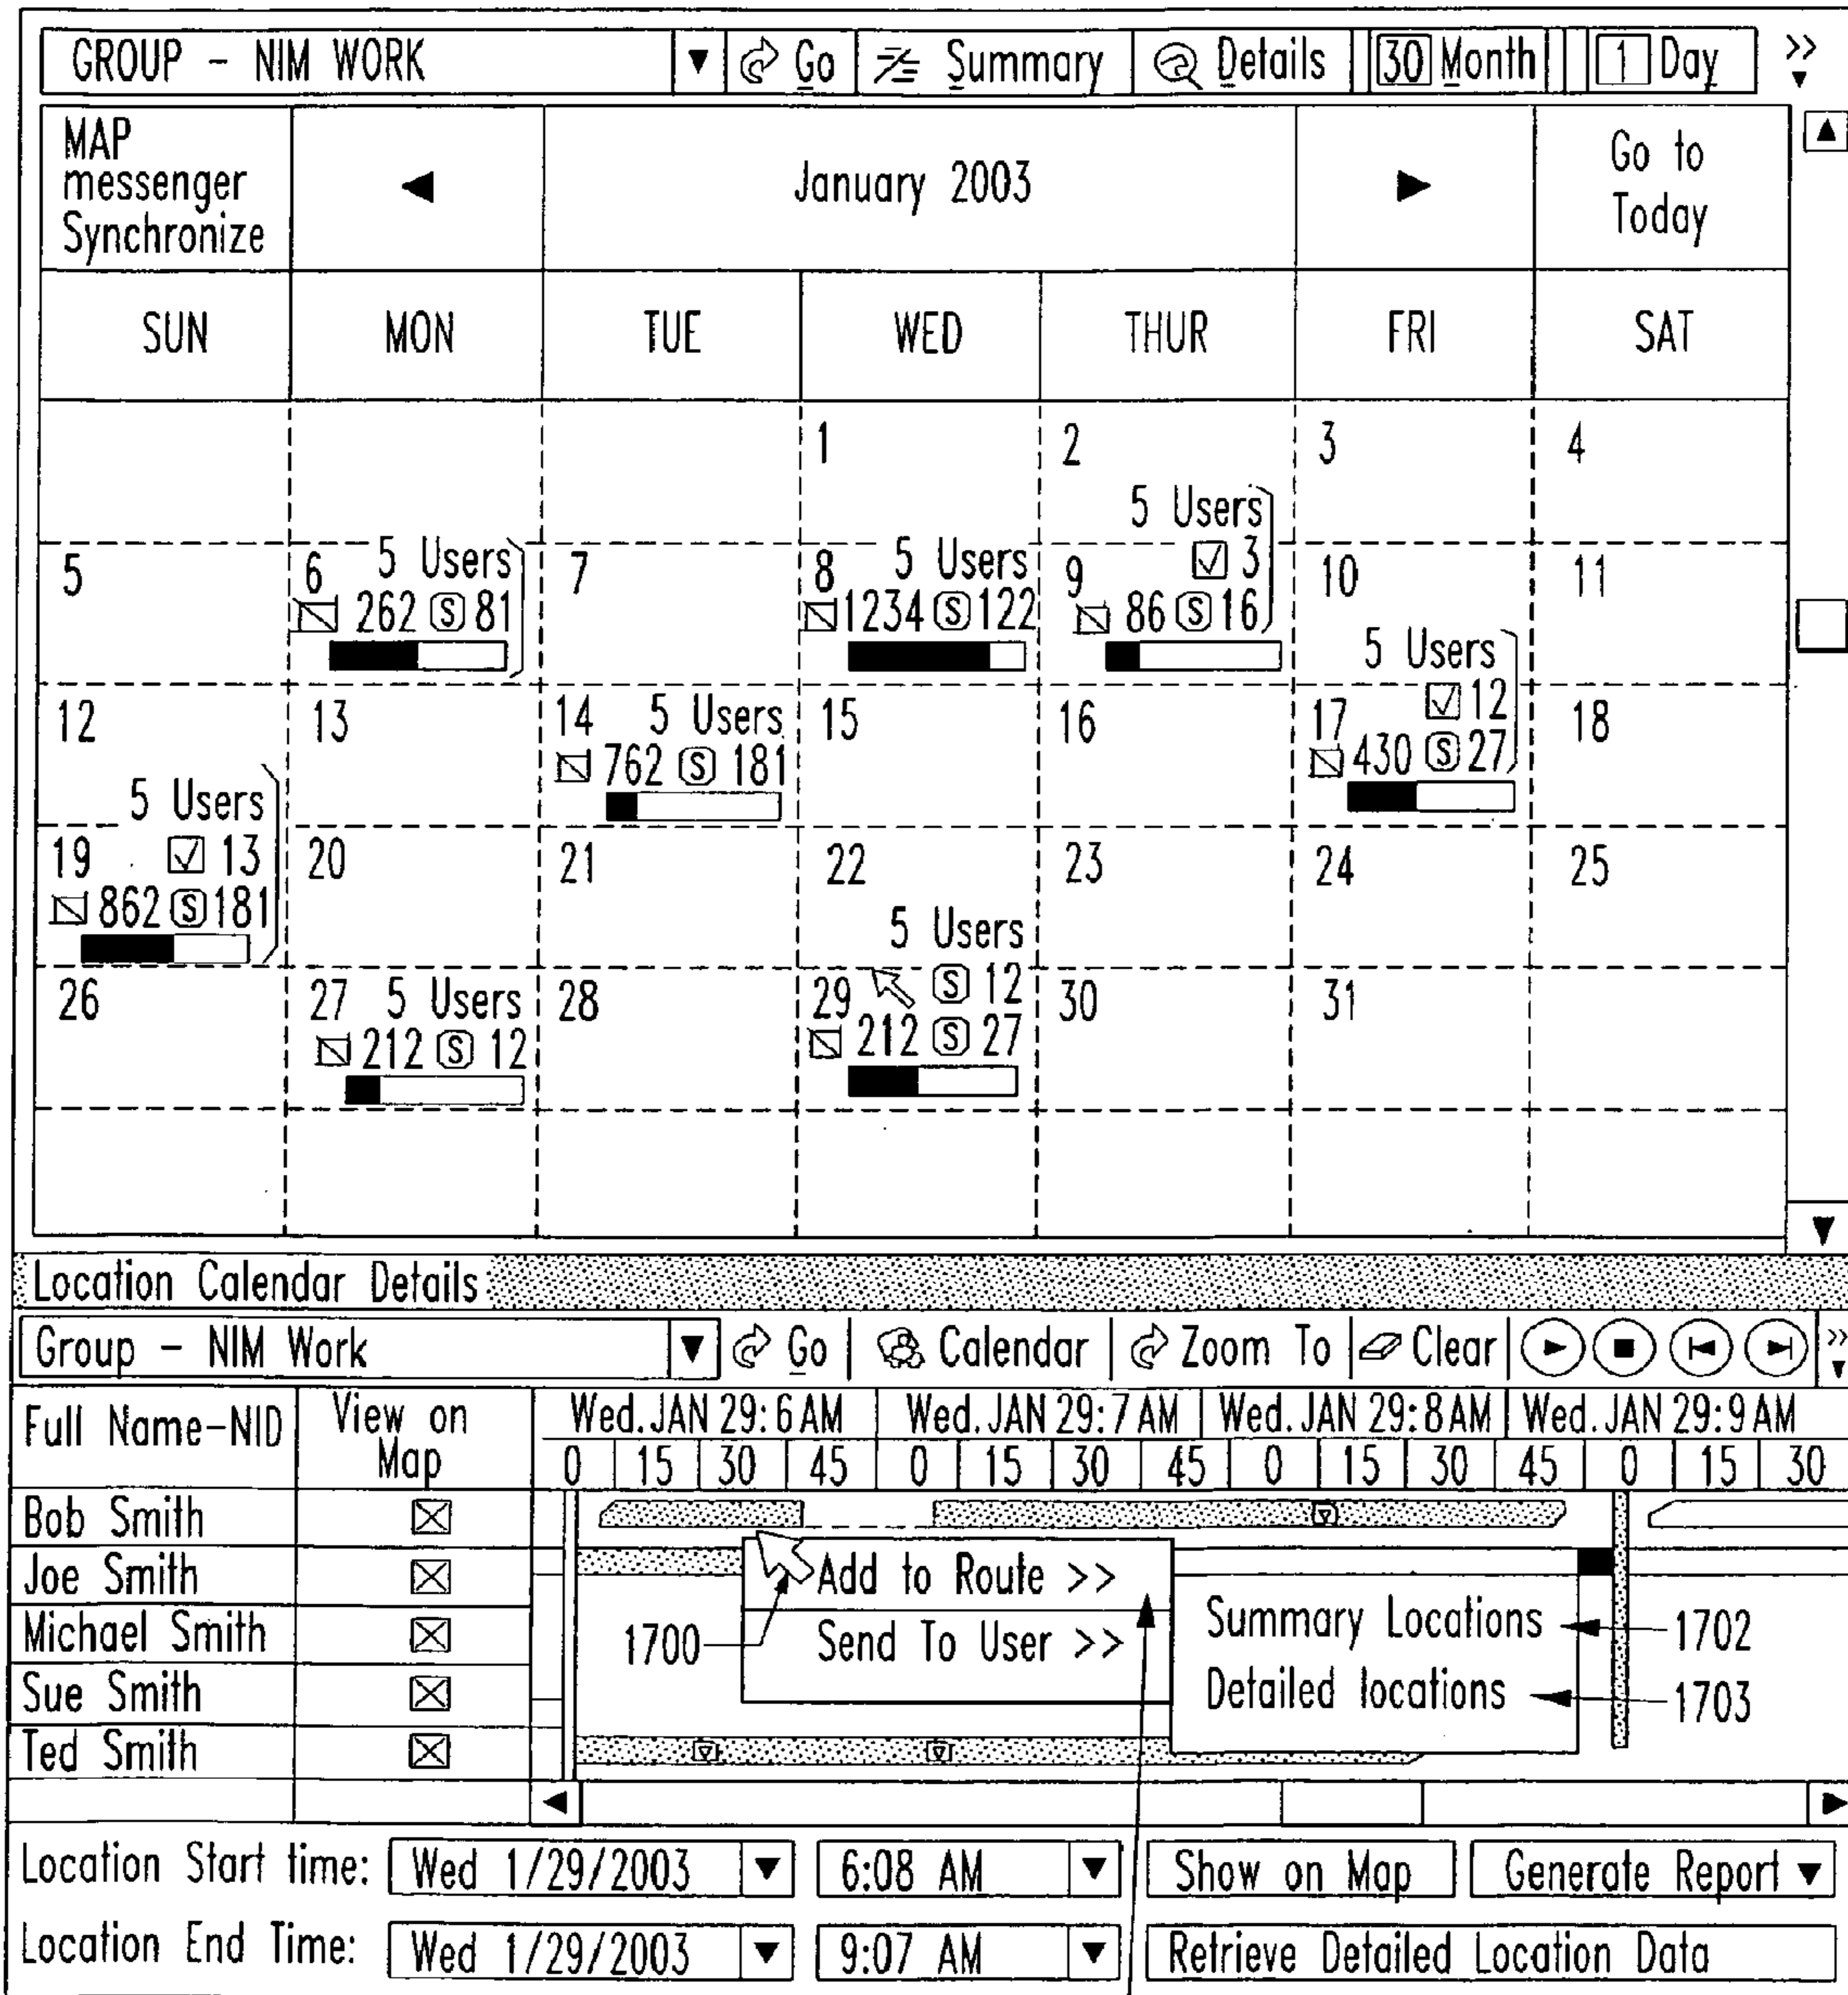 GROUP - NIM WORK Go Summary Details 30 Month 1 Day >>
MAP messenger Synchronize
January 2003
Go to Today
SUN MON TUE WED THUR FRI SAT
1 2 3 4
5 Users
5 6 5 Users 7 8 5 Users 9 3 10 11
262 S 81 1234 S 122 86 S 16
5 Users
12 13 14 5 Users 15 16 17 12 18
762 S 181 430 S 27
5 Users
19 13 20 21 22 23 24 25
862 S 181
5 Users
26 27 5 Users 28 29 S 12 30 31
212 S 12 212 S 27
Location Calendar Details
Group - NIM Work Go Calendar Zoom To Clear >>
Full Name-NID View on Map Wed. JAN 29: 6 AM Wed. JAN 29: 7 AM Wed. JAN 29: 8 AM Wed. JAN 29: 9 AM
0 15 30 45 0 15 30 45 0 15 30 45 0 15 30
Bob Smith
Joe Smith
Michael Smith
Sue Smith
Ted Smith
Add to Route >>
Send To User >>
1700
Summary Locations
Detailed locations
1702
1703
Location Start time: Wed 1/29/2003 6:08 AM Show on Map Generate Report
Location End Time: Wed 1/29/2003 9:07 AM Retrieve Detailed Location Data